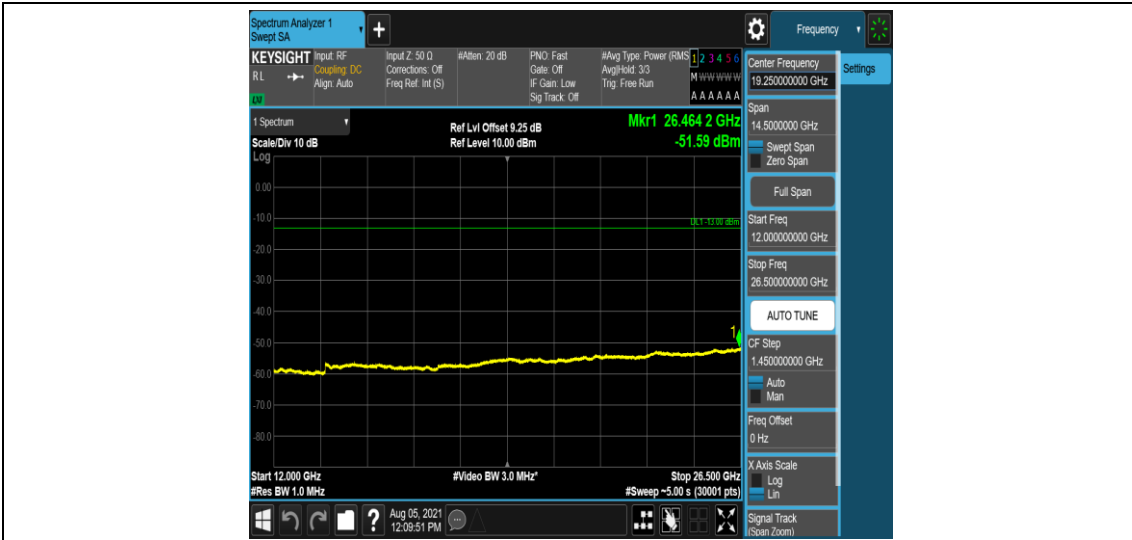 Spectrum Analyzer 1
Swept SA
+
Frequency
KEYSIGHT
RL
LXI
Input: RF
Coupling: DC
Align: Auto
Input Z: 50 Ω
Corrections: Off
Freq Ref: Int (S)
#Atten: 20 dB
PNO: Fast
Gate: Off
IF Gain: Low
Sig Track: Off
#Avg Type: Power (RMS
Avg|Hold: 3/3
Trig: Free Run
1 2 3 4 5 6
M W W W W W
A A A A A A
1 Spectrum
Scale/Div 10 dB
Log
Ref Lvl Offset 9.25 dB
Ref Level 10.00 dBm
Mkr1 26.464 2 GHz
-51.59 dBm
0.00
-10.0
DL1 -13.00 dBm
-20.0
-30.0
-40.0
1
-50.0
-60.0
-70.0
-80.0
Start 12.000 GHz
#Res BW 1.0 MHz
#Video BW 3.0 MHz*
Stop 26.500 GHz
#Sweep ~5.00 s (30001 pts)
?
Aug 05, 2021
12:09:51 PM
Center Frequency
19.250000000 GHz
Settings
Span
14.5000000 GHz
Swept Span
Zero Span
Full Span
Start Freq
12.000000000 GHz
Stop Freq
26.500000000 GHz
AUTO TUNE
CF Step
1.450000000 GHz
Auto
Man
Freq Offset
0 Hz
X Axis Scale
Log
Lin
Signal Track
(Span Zoom)